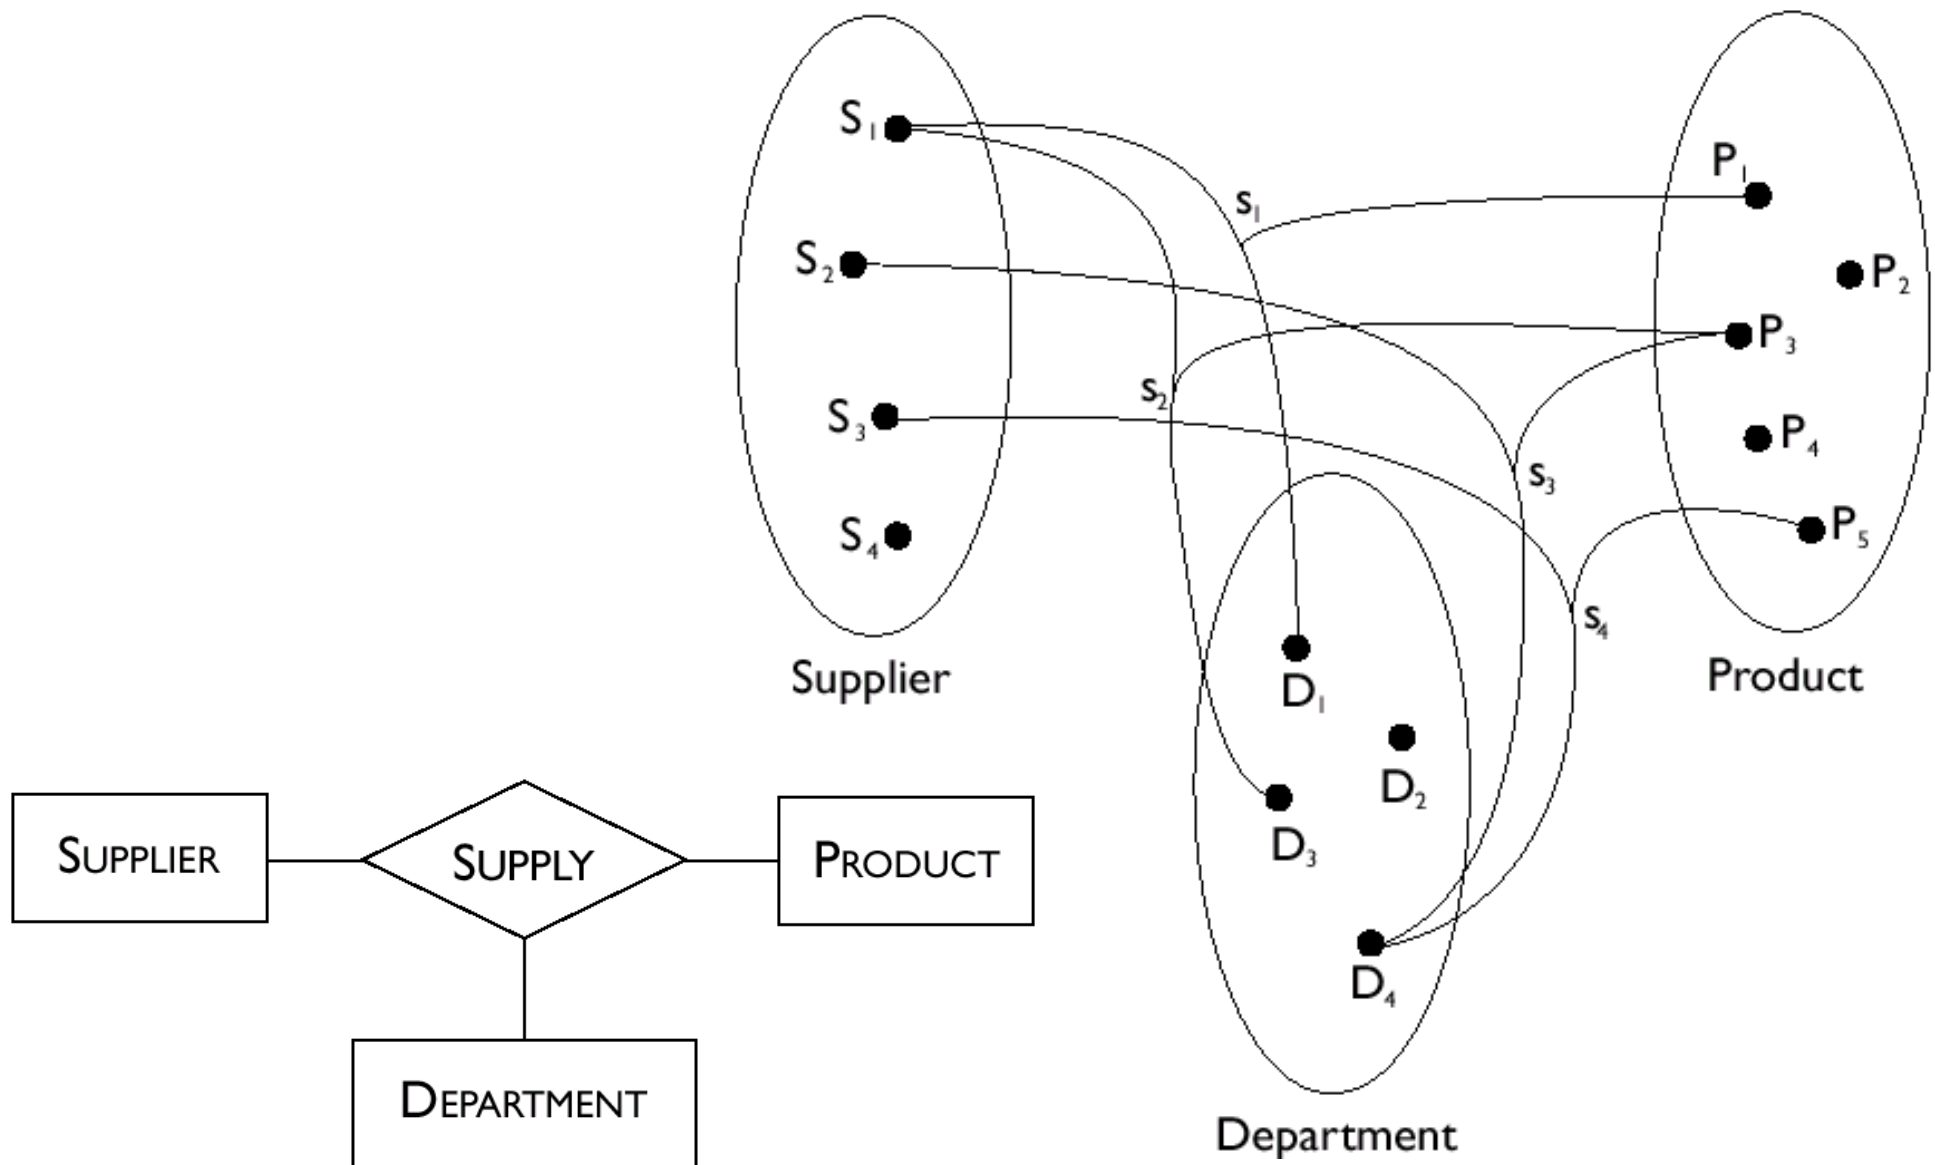 S₁
S₂
S₃
S₄
Supplier
s₁
s₂
s₃
s₄
P₁
P₂
P₃
P₄
P₅
Product
D₁
D₂
D₃
D₄
Department
SUPPLIER
SUPPLY
PRODUCT
DEPARTMENT